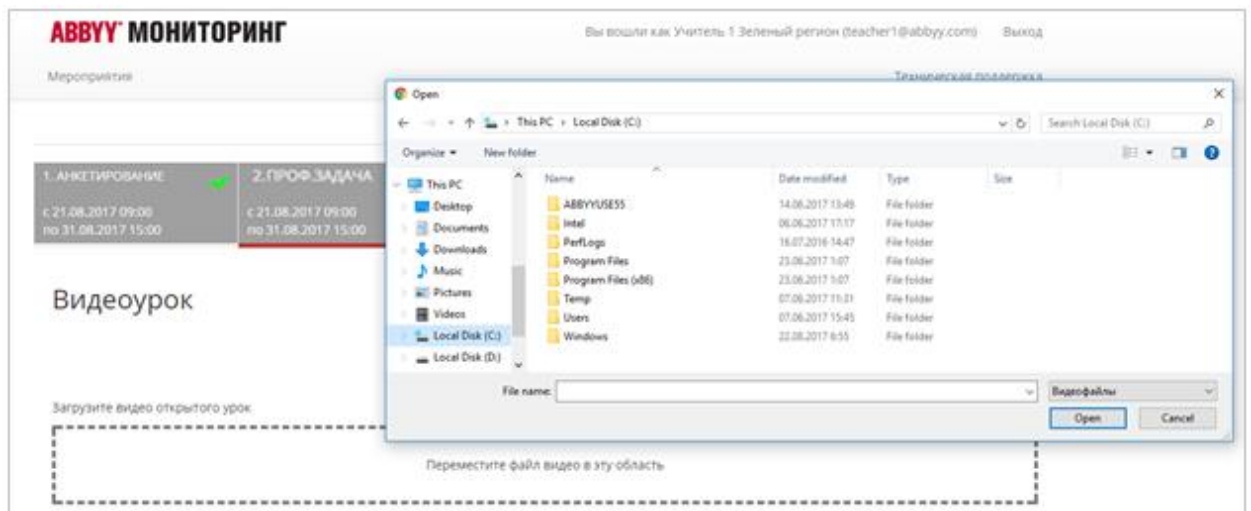 ABBYY МОНИТОРИНГ
Вы вошли как Учитель 1 Зеленый регион (teacher1@abbyy.com) Выход
Мероприятия
Техническая поддержка
1. АНКЕТИРОВАНИЕ
с 21.08.2017 09:00
по 31.08.2017 15:00
2.ПРОФ.ЗАДАЧА
с 21.08.2017 09:00
по 31.08.2017 15:00
Видеоурок
Загрузите видео открытого урок
Переместите файл видео в эту область
Open
This PC Local Disk (C:)
Search Local Disk (C:)
Organize New folder
This PC
Desktop
Documents
Downloads
Music
Pictures
Videos
Local Disk (C:)
Local Disk (D:)
Name Date modified Type Size
ABBYYUSE55 14.06.2017 13:49 File folder
Intel 06.06.2017 17:17 File folder
PerfLogs 16.07.2016 14:47 File folder
Program Files 23.06.2017 1:07 File folder
Program Files (x86) 23.06.2017 1:07 File folder
Temp 07.06.2017 11:31 File folder
Users 07.06.2017 15:45 File folder
Windows 22.08.2017 6:55 File folder
File name:
Видеофайлы
Open Cancel